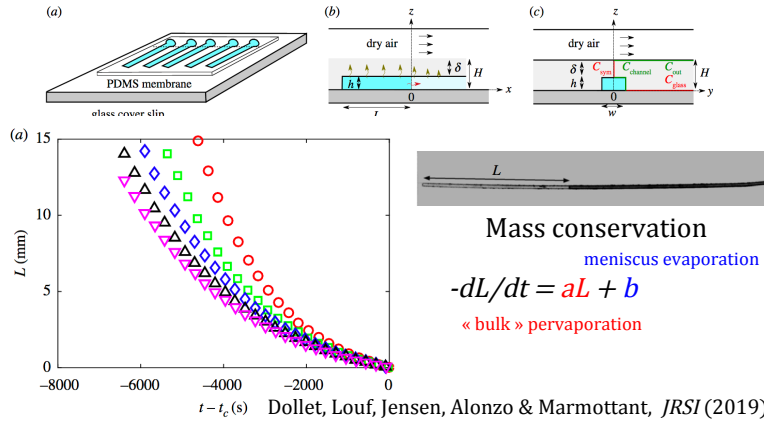 (a)
PDMS membrane
glass cover slip
(b)
z
dry air
δ
H
h
0
x
(c)
z
dry air
δ
H
h
C_sym
C_channel
C_out
C_glass
0
y
w
(a)
15
10
5
0
L (mm)
−8000 −6000 −4000 −2000 0
t − t_c (s)
L
Mass conservation
meniscus evaporation
-dL/dt = aL + b
« bulk » pervaporation
Dollet, Louf, Jensen, Alonzo & Marmottant, JRSI (2019)